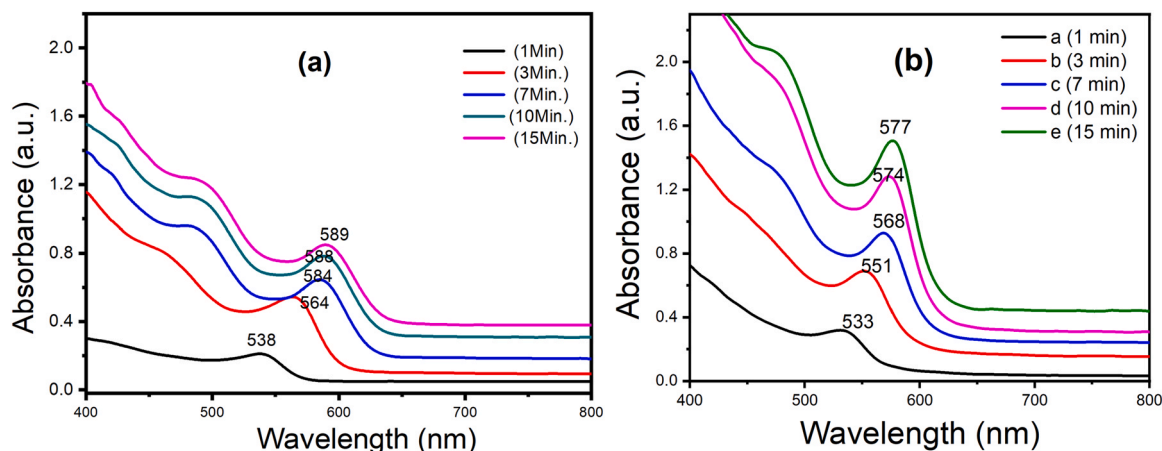 (a)
(1Min)
(3Min.)
(7Min.)
(10Min.)
(15Min.)
589
588
584
564
538
2.0
1.6
1.2
0.8
0.4
0.0
400
500
600
700
800
Wavelength (nm)
Absorbance (a.u.)
(b)
a (1 min)
b (3 min)
c (7 min)
d (10 min)
e (15 min)
577
574
568
551
533
2.0
1.6
1.2
0.8
0.4
0.0
400
500
600
700
800
Wavelength (nm)
Absorbance (a.u.)